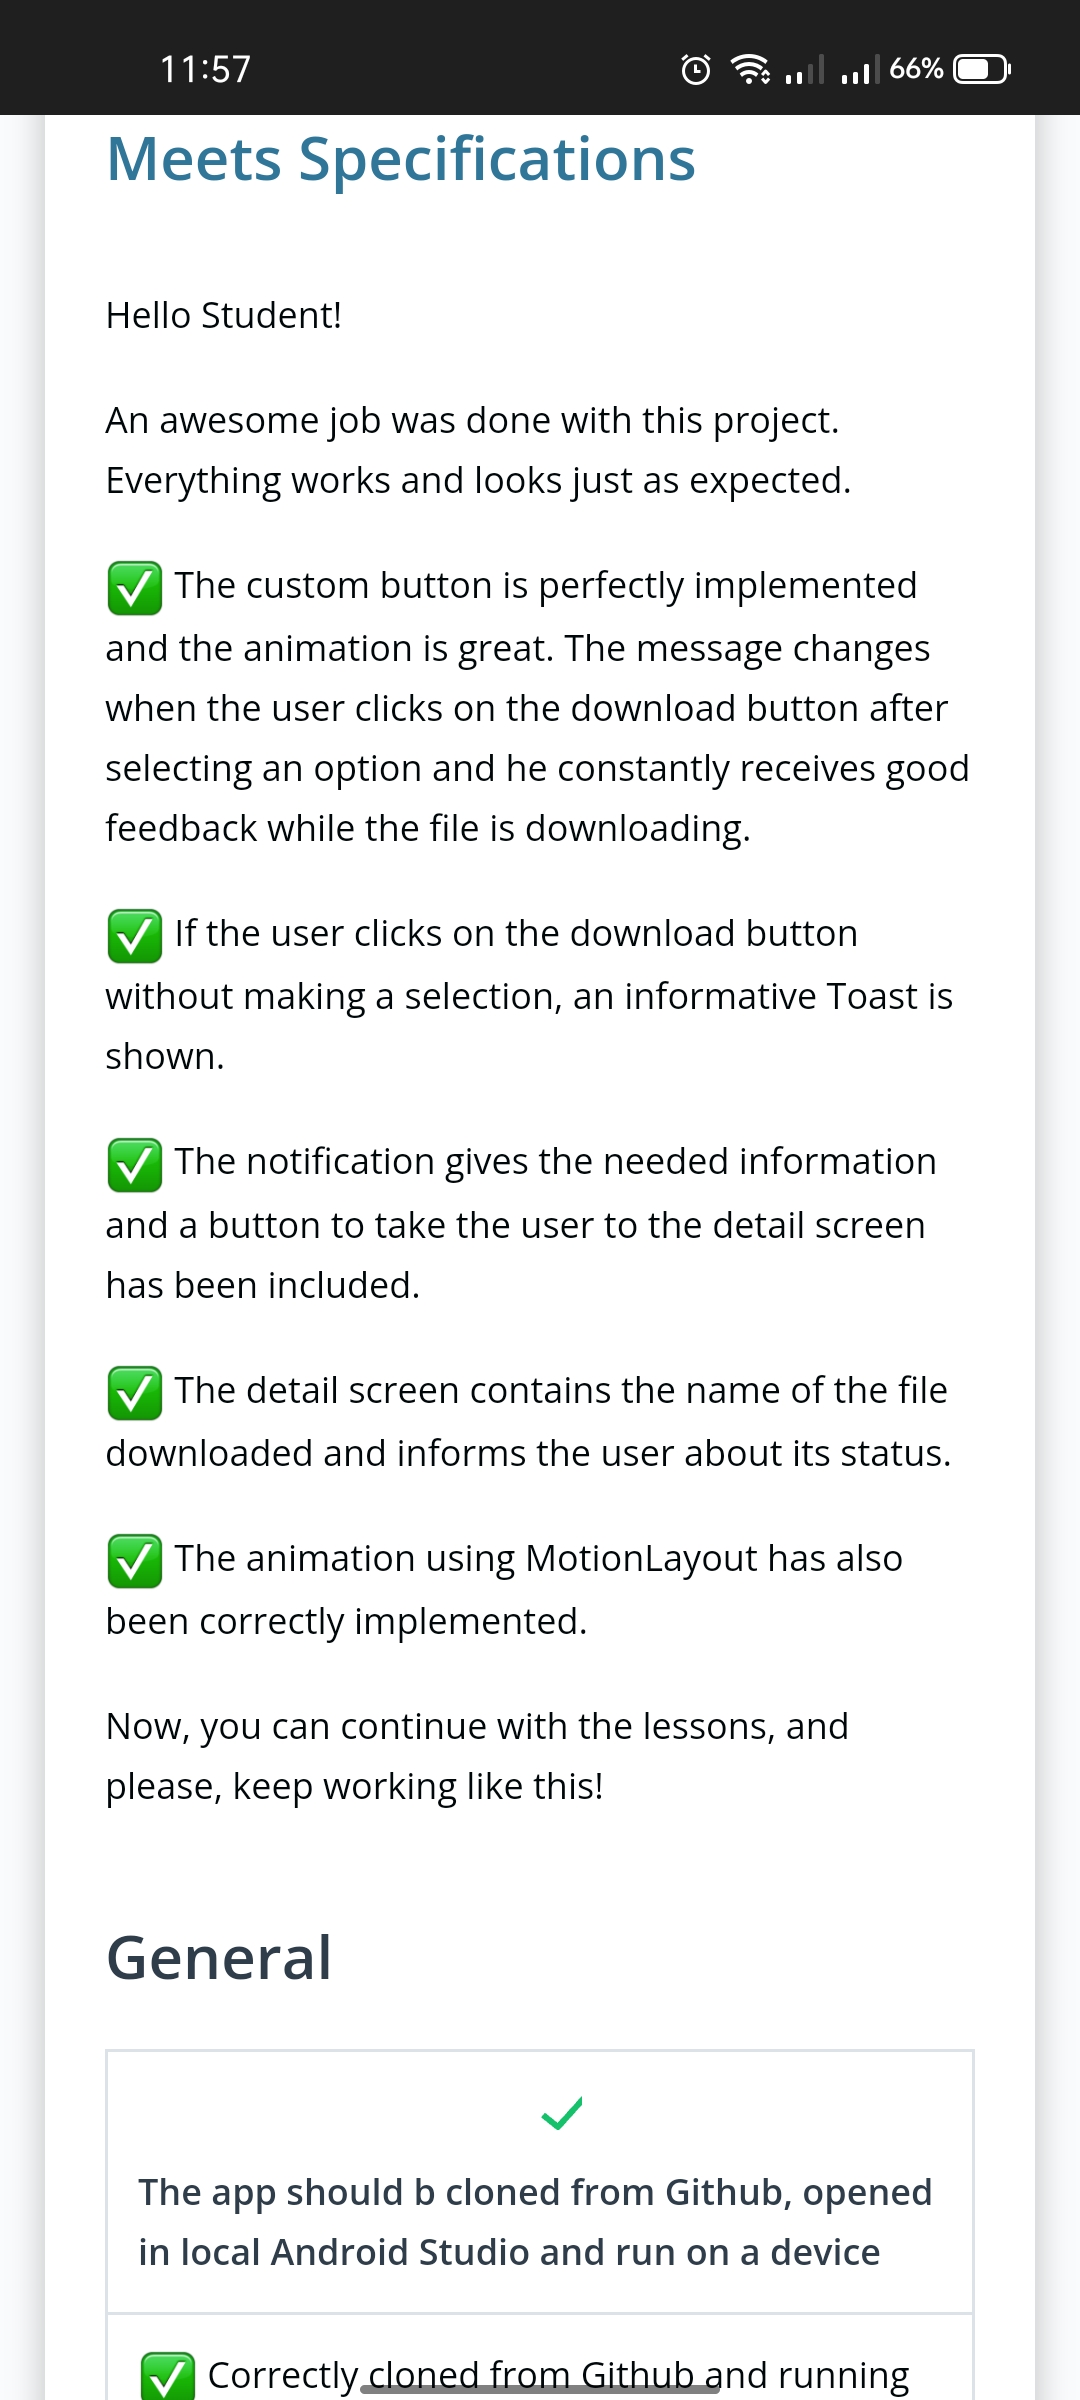 11:57
66%
Meets Specifications
Hello Student!
An awesome job was done with this project.
Everything works and looks just as expected.
✅ The custom button is perfectly implemented
and the animation is great. The message changes
when the user clicks on the download button after
selecting an option and he constantly receives good
feedback while the file is downloading.
✅ If the user clicks on the download button
without making a selection, an informative Toast is
shown.
✅ The notification gives the needed information
and a button to take the user to the detail screen
has been included.
✅ The detail screen contains the name of the file
downloaded and informs the user about its status.
✅ The animation using MotionLayout has also
been correctly implemented.
Now, you can continue with the lessons, and
please, keep working like this!
General
The app should b cloned from Github, opened
in local Android Studio and run on a device
✅ Correctly cloned from Github and running